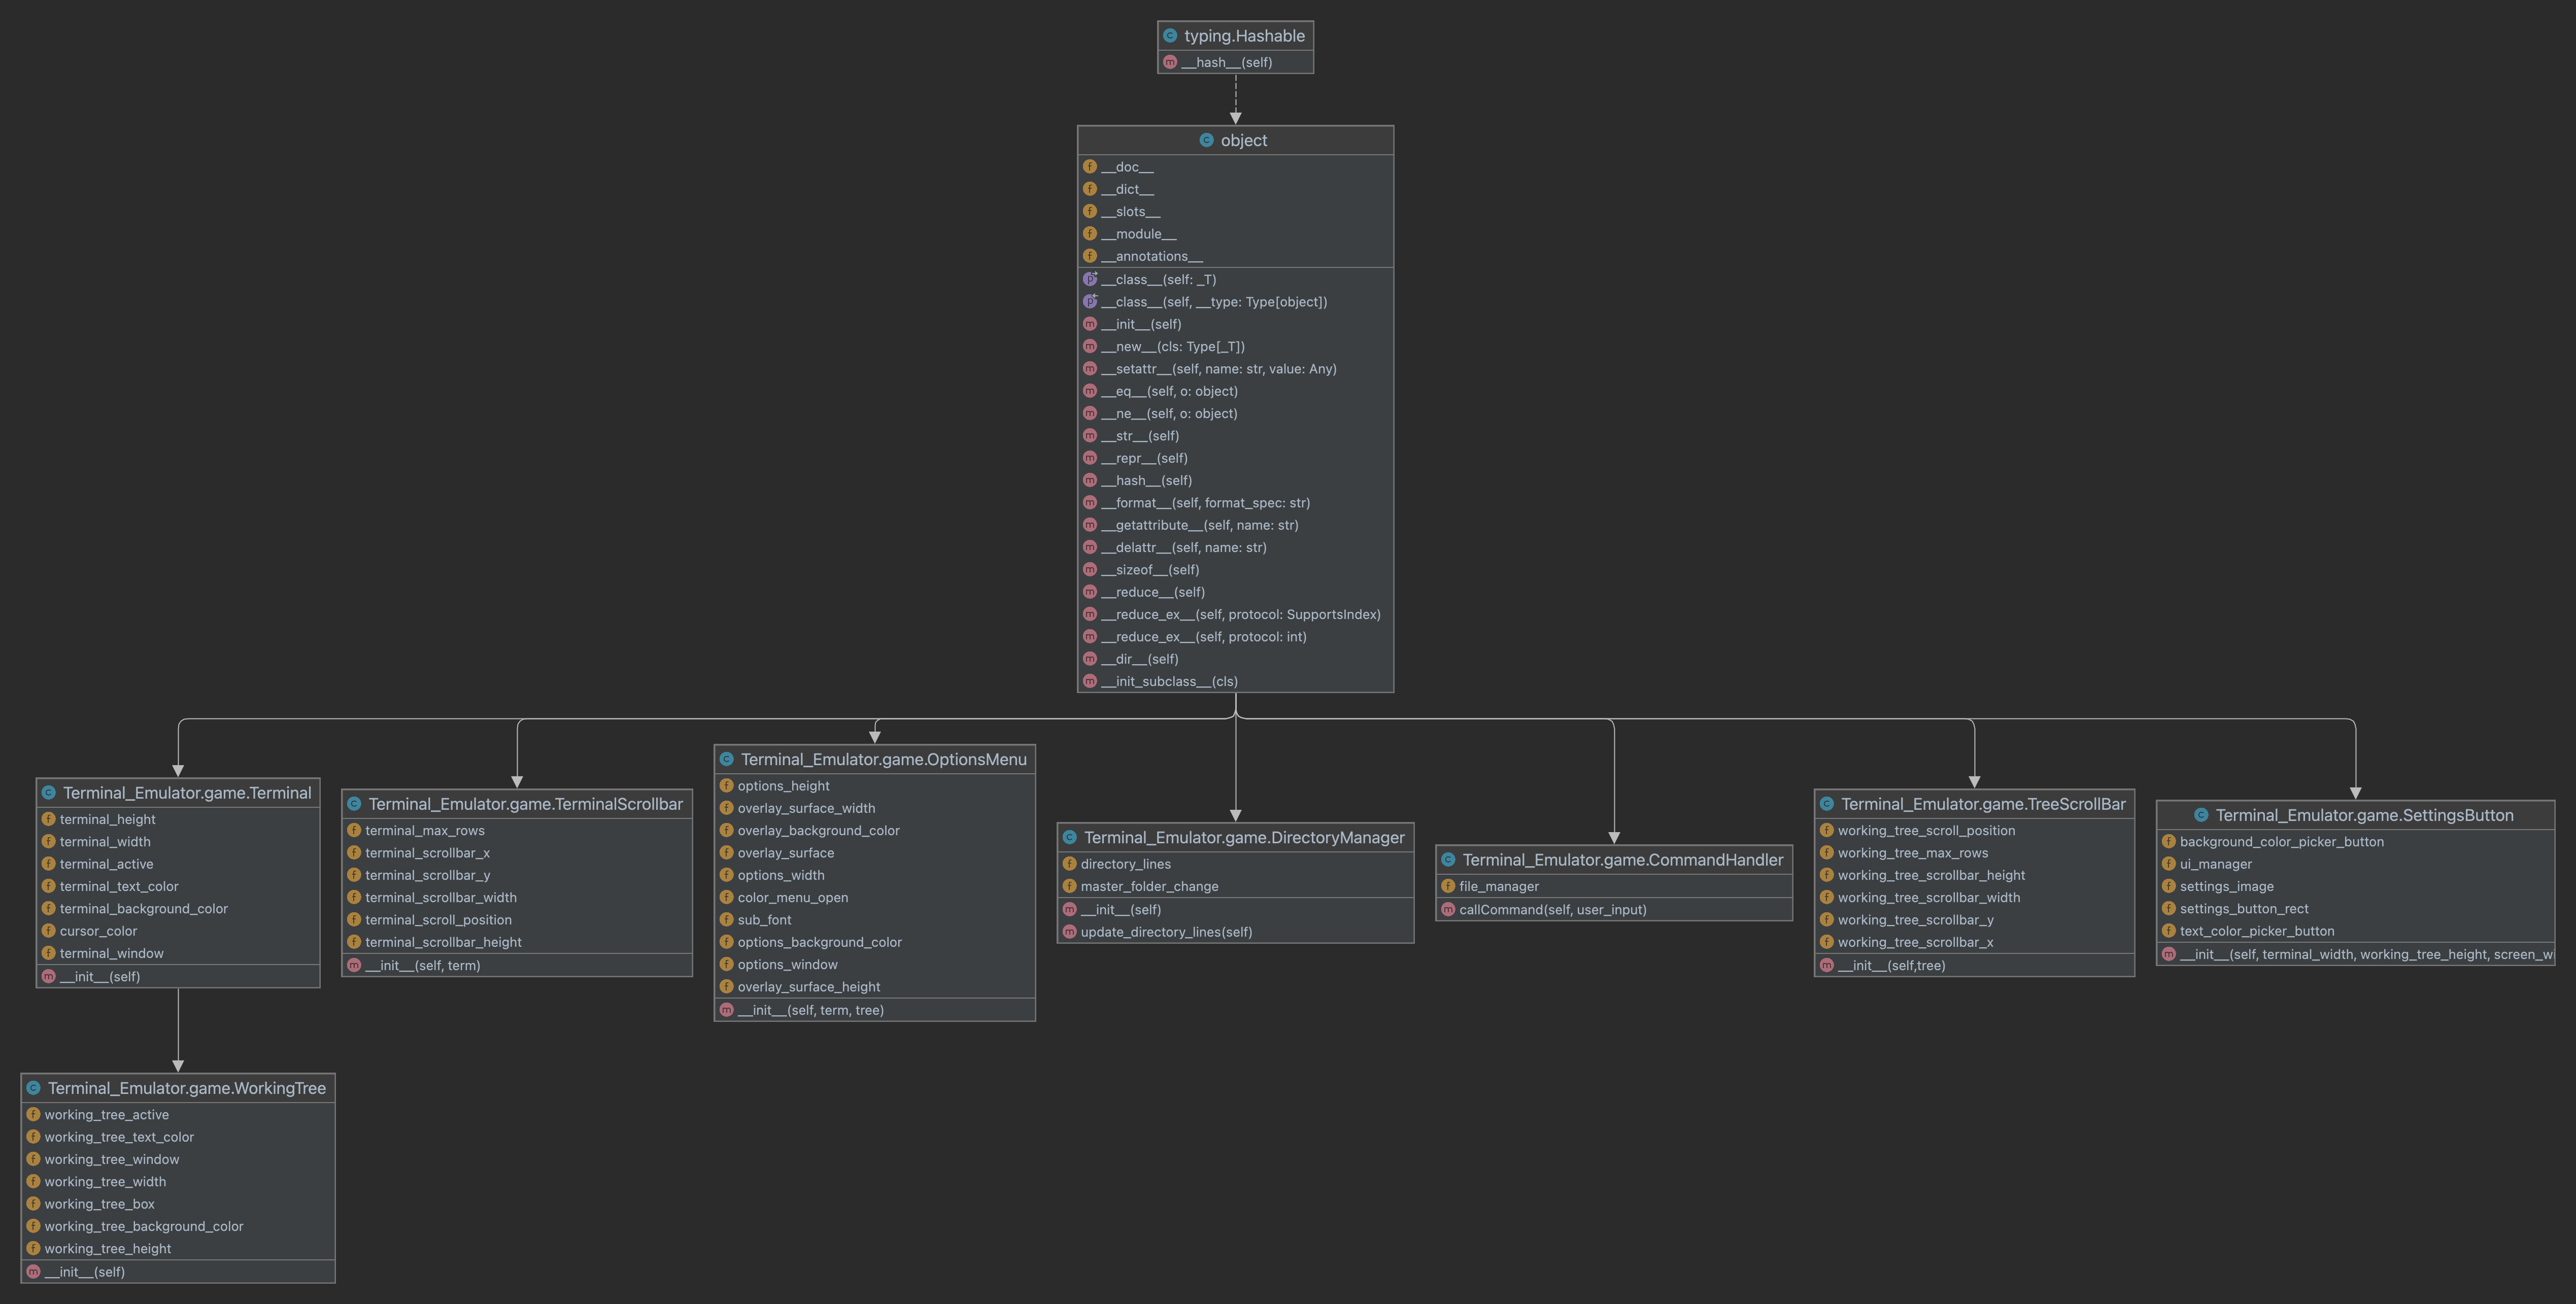 typing.Hashable
__hash__(self)
object
__doc__
__dict__
__slots__
__module__
__annotations__
__class__(self: _T)
__class__(self, __type: Type[object])
__init__(self)
__new__(cls: Type[_T])
__setattr__(self, name: str, value: Any)
__eq__(self, o: object)
__ne__(self, o: object)
__str__(self)
__repr__(self)
__hash__(self)
__format__(self, format_spec: str)
__getattribute__(self, name: str)
__delattr__(self, name: str)
__sizeof__(self)
__reduce__(self)
__reduce_ex__(self, protocol: SupportsIndex)
__reduce_ex__(self, protocol: int)
__dir__(self)
__init_subclass__(cls)
Terminal_Emulator.game.Terminal
terminal_height
terminal_width
terminal_active
terminal_text_color
terminal_background_color
cursor_color
terminal_window
__init__(self)
Terminal_Emulator.game.TerminalScrollbar
terminal_max_rows
terminal_scrollbar_x
terminal_scrollbar_y
terminal_scrollbar_width
terminal_scroll_position
terminal_scrollbar_height
__init__(self, term)
Terminal_Emulator.game.OptionsMenu
options_height
overlay_surface_width
overlay_background_color
overlay_surface
options_width
color_menu_open
sub_font
options_background_color
options_window
overlay_surface_height
__init__(self, term, tree)
Terminal_Emulator.game.DirectoryManager
directory_lines
master_folder_change
__init__(self)
update_directory_lines(self)
Terminal_Emulator.game.CommandHandler
file_manager
callCommand(self, user_input)
Terminal_Emulator.game.TreeScrollBar
working_tree_scroll_position
working_tree_max_rows
working_tree_scrollbar_height
working_tree_scrollbar_width
working_tree_scrollbar_y
working_tree_scrollbar_x
__init__(self,tree)
Terminal_Emulator.game.SettingsButton
background_color_picker_button
ui_manager
settings_image
settings_button_rect
text_color_picker_button
__init__(self, terminal_width, working_tree_height, screen_w
Terminal_Emulator.game.WorkingTree
working_tree_active
working_tree_text_color
working_tree_window
working_tree_width
working_tree_box
working_tree_background_color
working_tree_height
__init__(self)